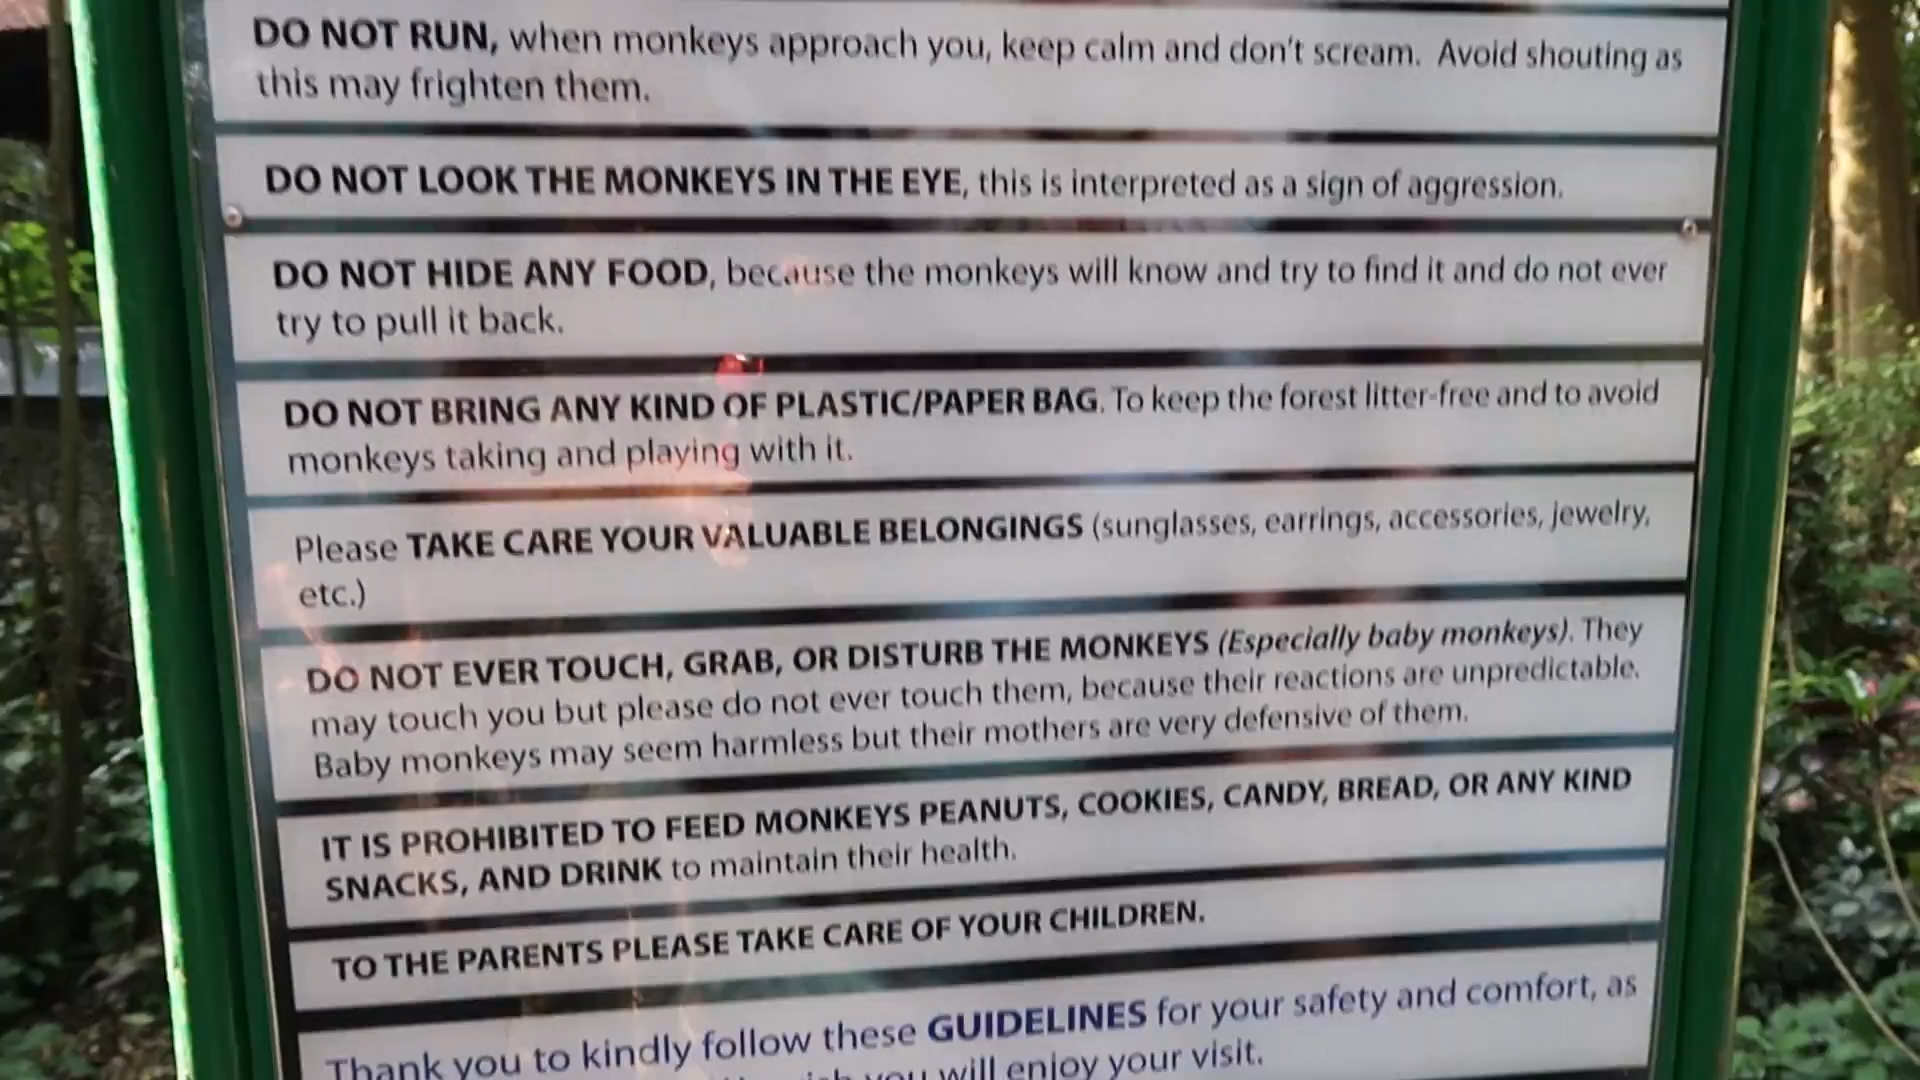 DO NOT RUN, when monkeys approach you, keep calm and don't scream. Avoid shouting as
this may frighten them.
DO NOT LOOK THE MONKEYS IN THE EYE, this is interpreted as a sign of aggression.
DO NOT HIDE ANY FOOD, because the monkeys will know and try to find it and do not ever
try to pull it back.
DO NOT BRING ANY KIND OF PLASTIC/PAPER BAG. To keep the forest litter-free and to avoid
monkeys taking and playing with it.
Please TAKE CARE YOUR VALUABLE BELONGINGS (sunglasses, earrings, accessories, jewelry,
etc.)
DO NOT EVER TOUCH, GRAB, OR DISTURB THE MONKEYS (Especially baby monkeys). They
may touch you but please do not ever touch them, because their reactions are unpredictable.
Baby monkeys may seem harmless but their mothers are very defensive of them.
IT IS PROHIBITED TO FEED MONKEYS PEANUTS, COOKIES, CANDY, BREAD, OR ANY KIND
SNACKS, AND DRINK to maintain their health.
TO THE PARENTS PLEASE TAKE CARE OF YOUR CHILDREN.
Thank you to kindly follow these GUIDELINES for your safety and comfort, as
you will enjoy your visit.